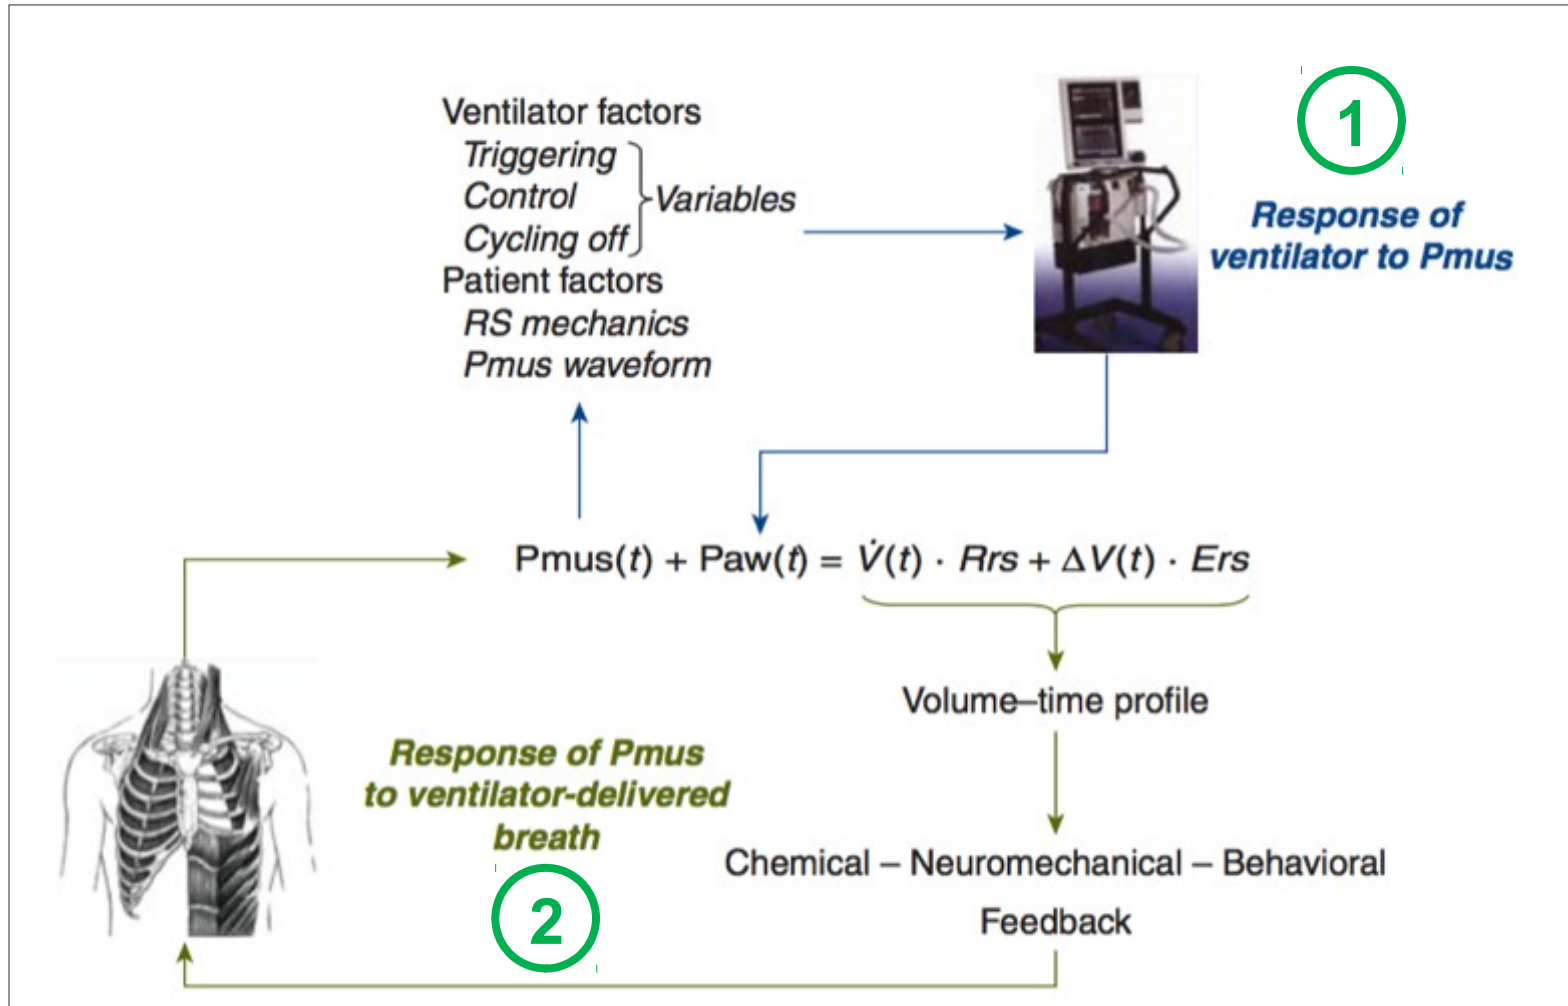 Ventilator factors
Triggering
Control
Cycling off
Variables
Patient factors
RS mechanics
Pmus waveform
1
Response of
ventilator to Pmus
Pmus(t) + Paw(t) = V̇(t) · Rrs + ΔV(t) · Ers
Volume–time profile
Response of Pmus
to ventilator-delivered
breath
2
Chemical – Neuromechanical – Behavioral
Feedback